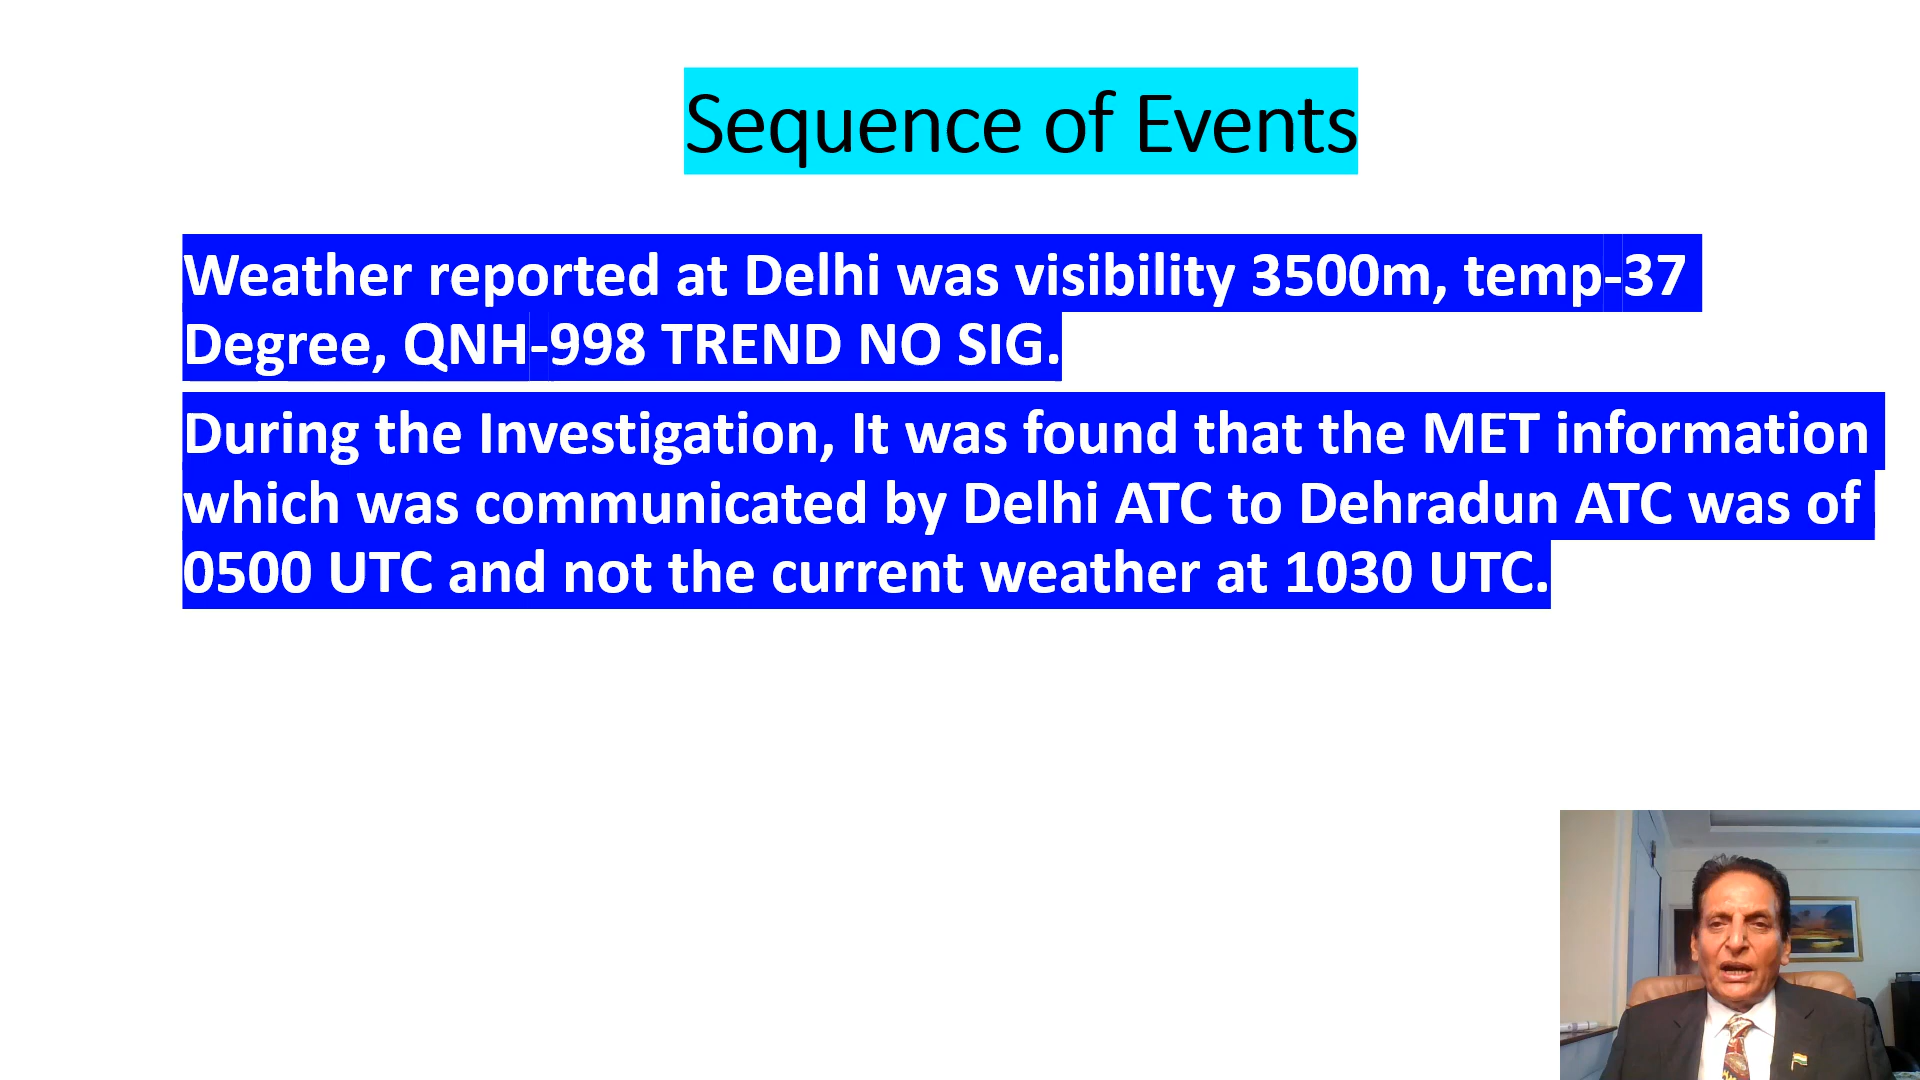 Sequence of Events
Weather reported at Delhi was visibility 3500m, temp-37
Degree, QNH-998 TREND NO SIG.
During the Investigation, It was found that the MET information
which was communicated by Delhi ATC to Dehradun ATC was of
0500 UTC and not the current weather at 1030 UTC.